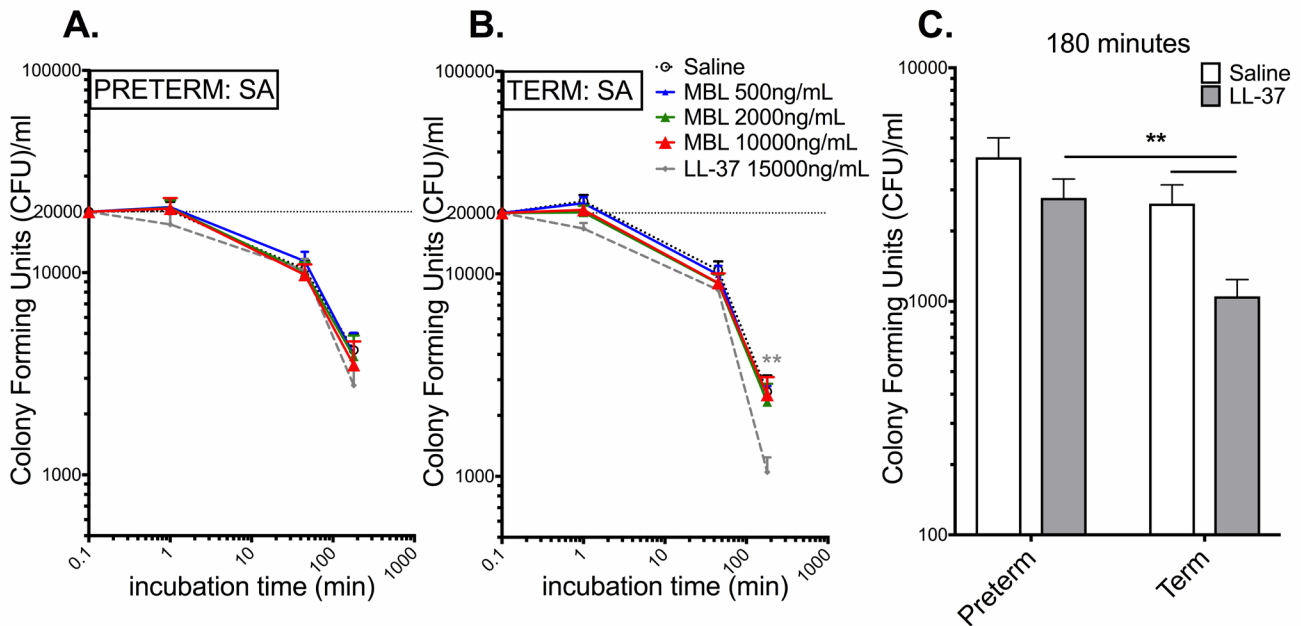 A.
PRETERM: SA
Colony Forming Units (CFU)/ml
100000
20000
10000
1000
0.1
1
10
100
1000
incubation time (min)
B.
TERM: SA
Saline
MBL 500ng/mL
MBL 2000ng/mL
MBL 10000ng/mL
LL-37 15000ng/mL
Colony Forming Units (CFU)/ml
100000
20000
10000
1000
**
0.1
1
10
100
1000
incubation time (min)
C.
180 minutes
Saline
LL-37
Colony Forming Units (CFU)/ml
10000
1000
100
**
Preterm
Term